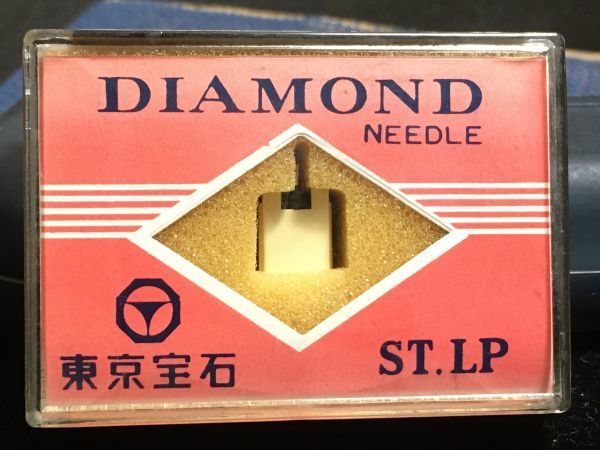 DIAMOND
NEEDLE
東京宝石
ST.LP